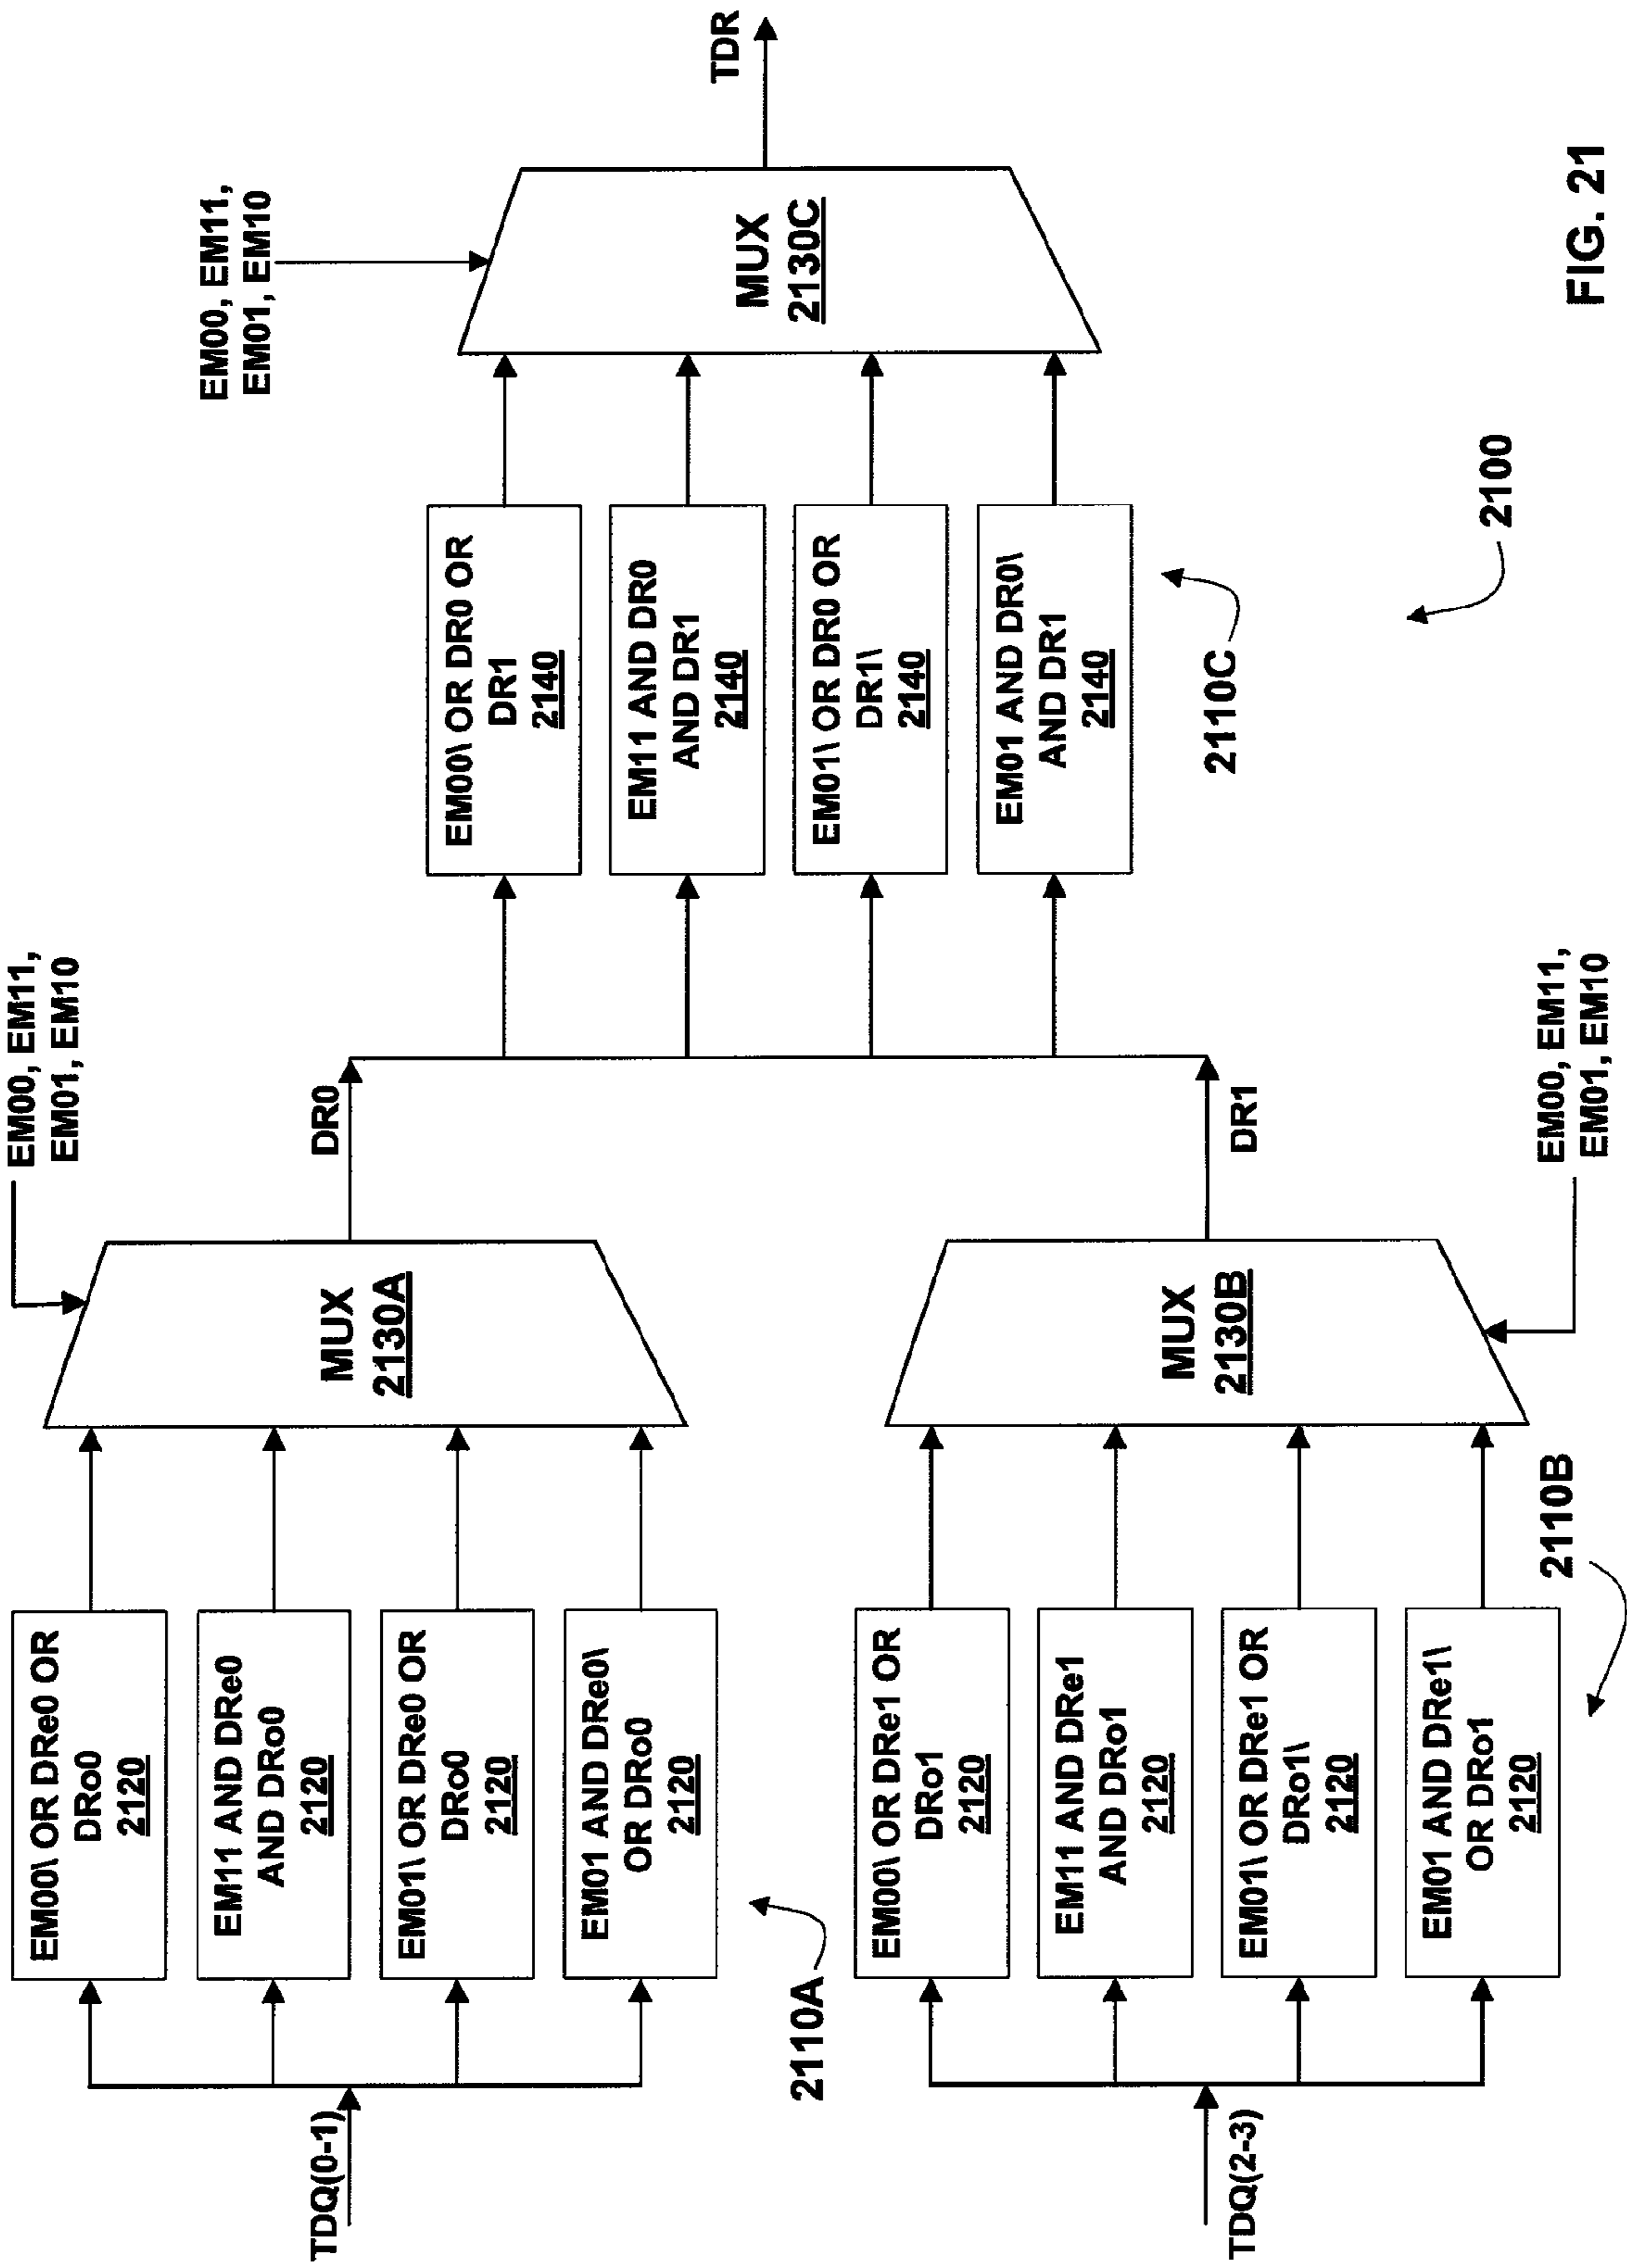 TDQ(0-1)
EM00\ OR DRe0 OR
DRo0
2120
EM11 AND DRe0
AND DRo0
2120
EM01\ OR DRe0 OR
DRo0
2120
EM01 AND DRe0\
OR DRo0
2120
2110A
MUX
2130A
EM00, EM11,
EM01, EM10
DR0
TDQ(2-3)
EM00\ OR DRe1 OR
DRo1
2120
EM11 AND DRe1
AND DRo1
2120
EM01\ OR DRe1 OR
DRo1\
2120
EM01 AND DRe1\
OR DRo1
2120
2110B
MUX
2130B
EM00, EM11,
EM01, EM10
DR1
EM00\ OR DR0 OR
DR1
2140
EM11 AND DR0
AND DR1
2140
EM01\ OR DR0 OR
DR1\
2140
EM01 AND DR0\
AND DR1
2140
2110C
EM00, EM11,
EM01, EM10
MUX
2130C
TDR
2100
FIG. 21